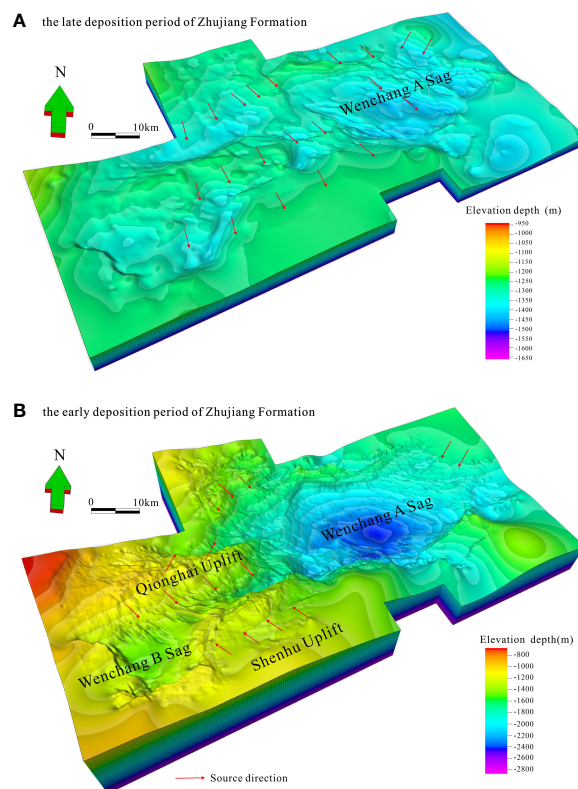 A the late deposition period of Zhujiang Formation
N
0 10km
Wenchang A Sag
Elevation depth (m)
-950
-1000
-1050
-1100
-1150
-1200
-1250
-1300
-1350
-1400
-1450
-1500
-1550
-1600
-1650
B the early deposition period of Zhujiang Formation
N
0 10km
Wenchang A Sag
Qionghai Uplift
Wenchang B Sag
Shenhu Uplift
Elevation depth(m)
-800
-1000
-1200
-1400
-1600
-1800
-2000
-2200
-2400
-2600
-2800
Source direction